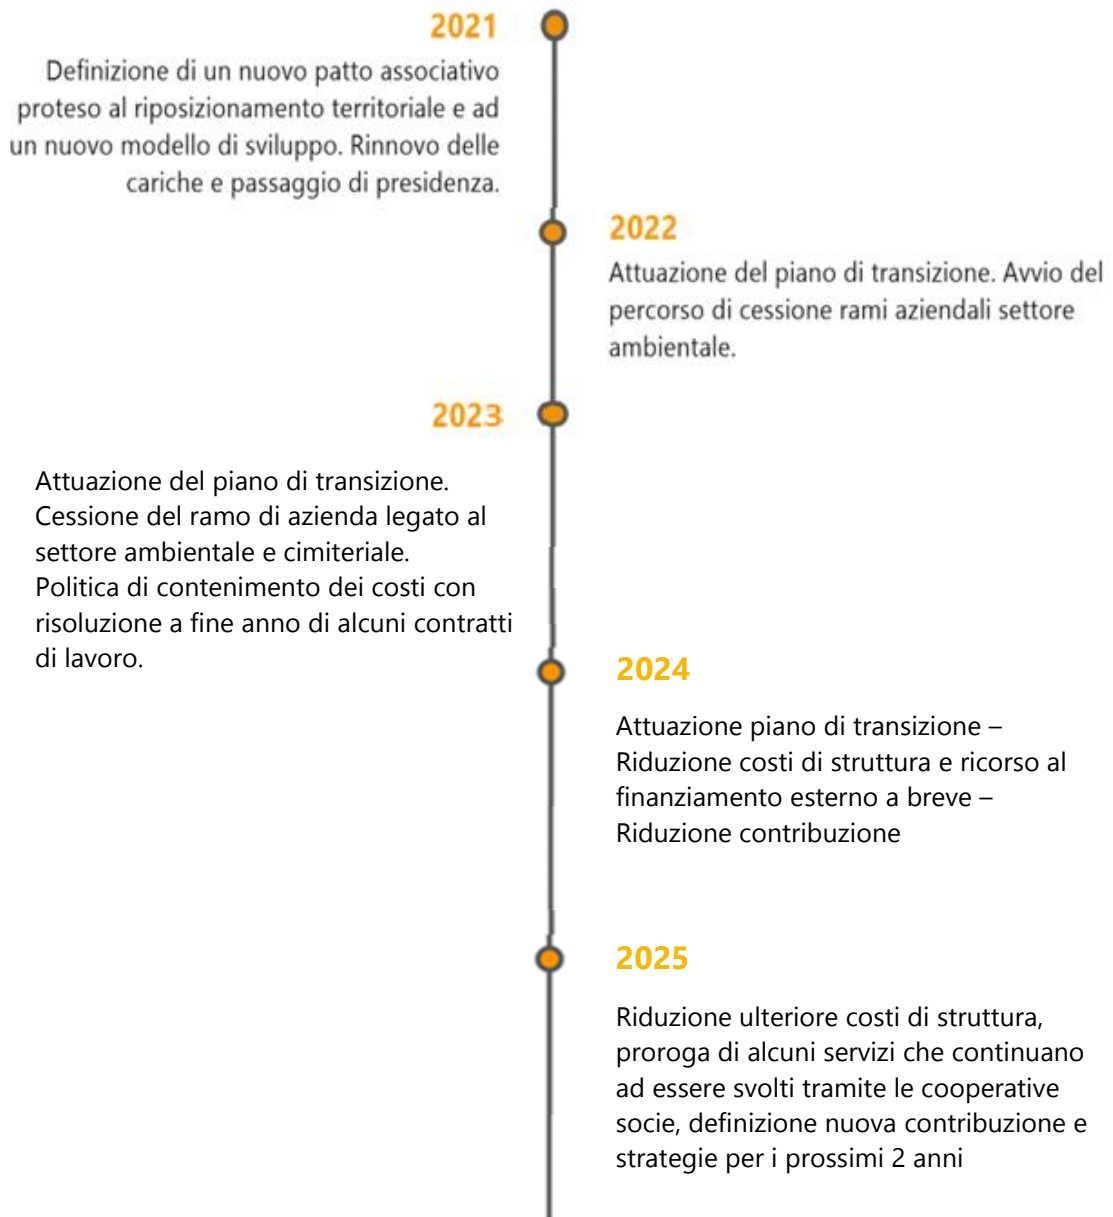 2021
Definizione di un nuovo patto associativo
proteso al riposizionamento territoriale e ad
un nuovo modello di sviluppo. Rinnovo delle
cariche e passaggio di presidenza.
2022
Attuazione del piano di transizione. Avvio del
percorso di cessione rami aziendali settore
ambientale.
2023
Attuazione del piano di transizione.
Cessione del ramo di azienda legato al
settore ambientale e cimiteriale.
Politica di contenimento dei costi con
risoluzione a fine anno di alcuni contratti
di lavoro.
2024
Attuazione piano di transizione –
Riduzione costi di struttura e ricorso al
finanziamento esterno a breve –
Riduzione contribuzione
2025
Riduzione ulteriore costi di struttura,
proroga di alcuni servizi che continuano
ad essere svolti tramite le cooperative
socie, definizione nuova contribuzione e
strategie per i prossimi 2 anni